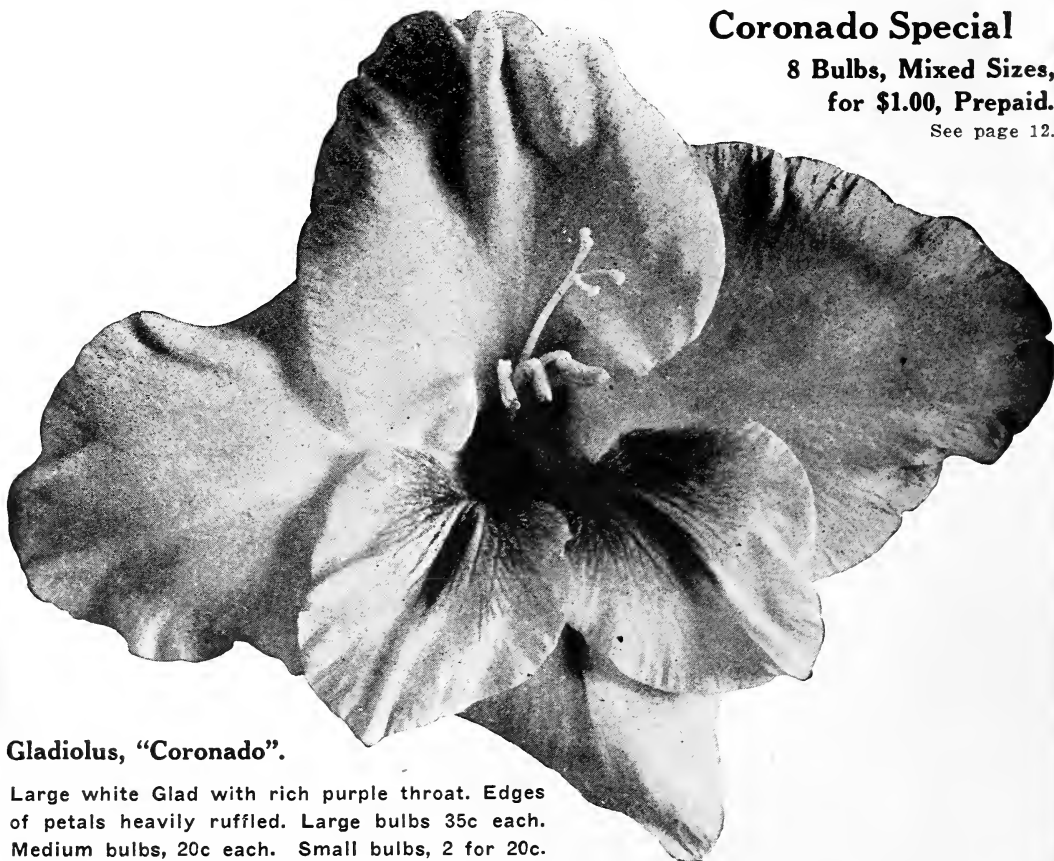 Coronado Special
8 Bulbs, Mixed Sizes,
for $1.00, Prepaid.
See page 12.
Gladiolus, “Coronado”.
Large white Glad with rich purple throat. Edges
of petals heavily ruffled. Large bulbs 35c each.
Medium bulbs, 20c each. Small bulbs, 2 for 20c.